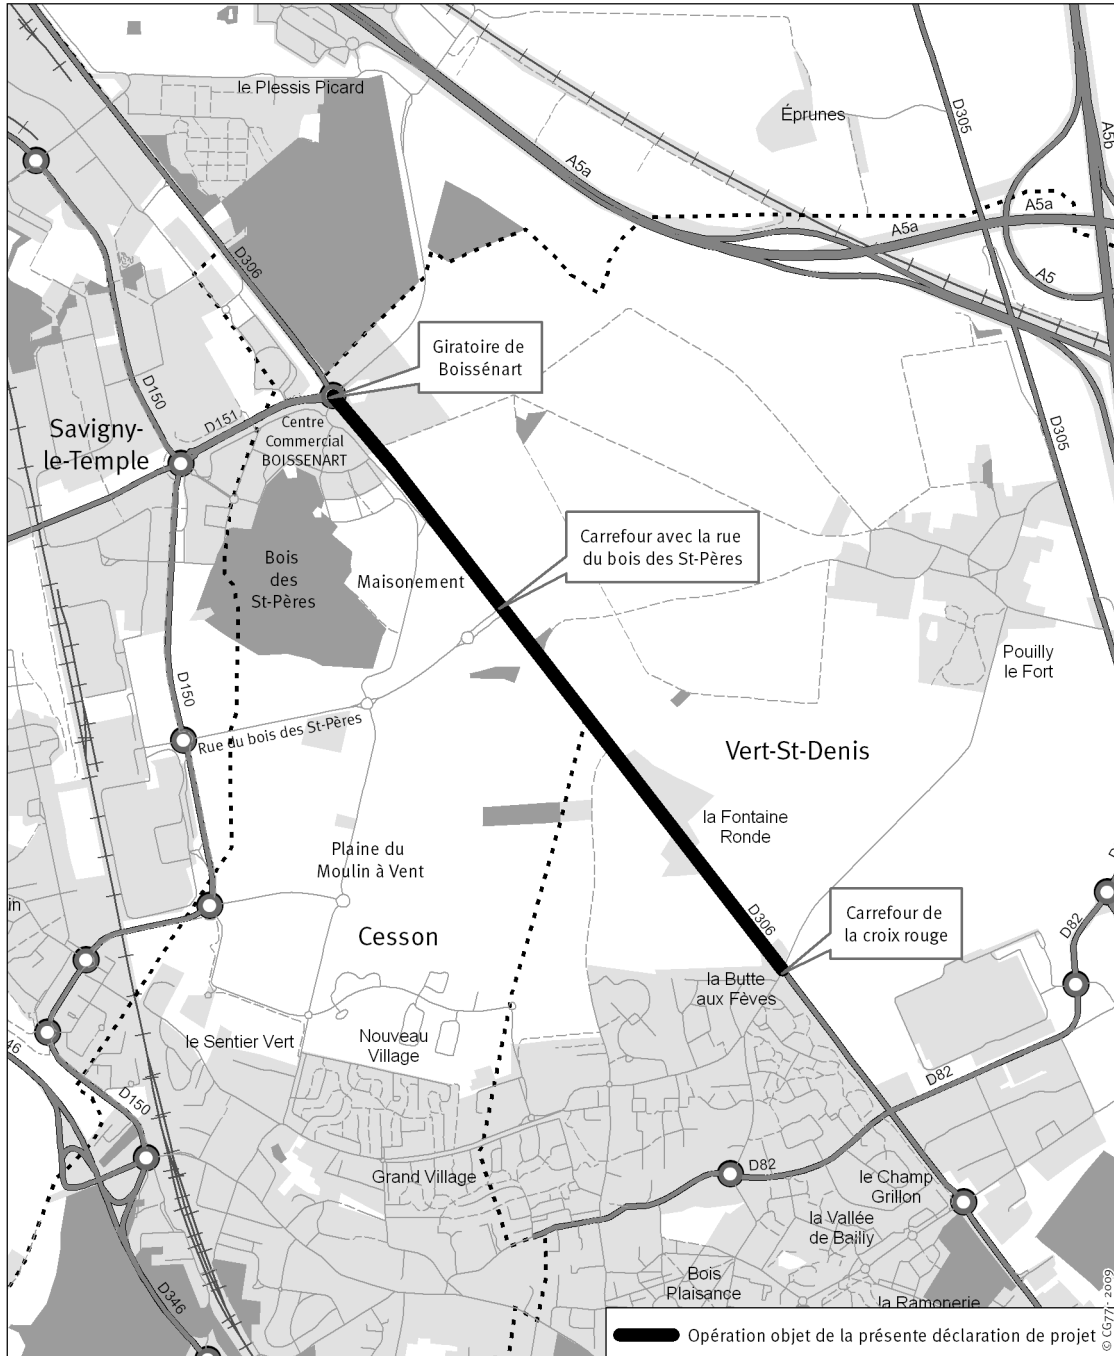 le Plessis Picard
Éprunes
D305
A5b
A5a
A5a
A5a
A5
D306
Giratoire de
Boissénart
D150
D151
Savigny-
le-Temple
Centre
Commercial
BOISSENART
D305
Carrefour avec la rue
du bois des St-Pères
Bois
des
St-Pères
Maisonement
Pouilly
le Fort
D150
Rue du bois des St-Pères
Vert-St-Denis
la Fontaine
Ronde
Plaine du
Moulin à Vent
in
Cesson
D306
Carrefour de
la croix rouge
D82
la Butte
aux Fèves
le Sentier Vert
Nouveau
Village
46
D150
D82
Grand Village
D82
le Champ
Grillon
la Vallée
de Bailly
Bois
Plaisance
la Ramonerie
D346
Opération objet de la présente déclaration de projet
© CG77 - 2009